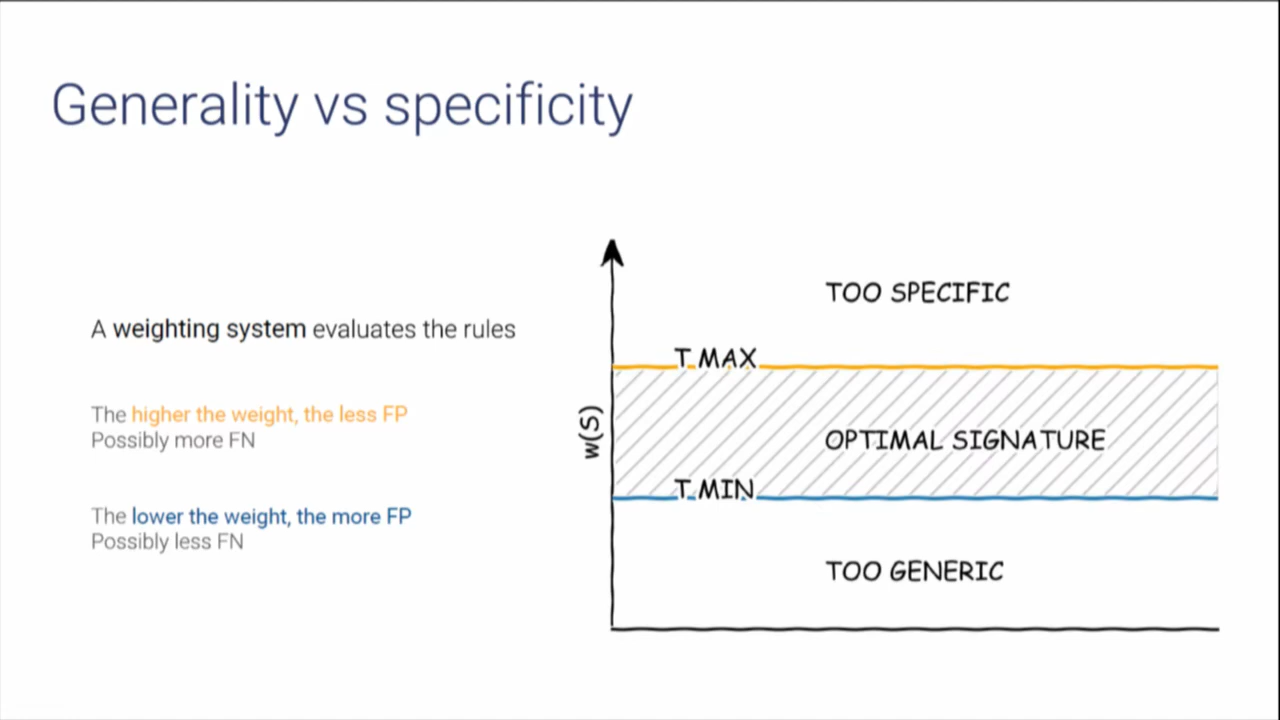 Generality vs specificity
A weighting system evaluates the rules
The higher the weight, the less FP
Possibly more FN
The lower the weight, the more FP
Possibly less FN
TOO SPECIFIC
T MAX
w(S)
OPTIMAL SIGNATURE
T MIN
TOO GENERIC